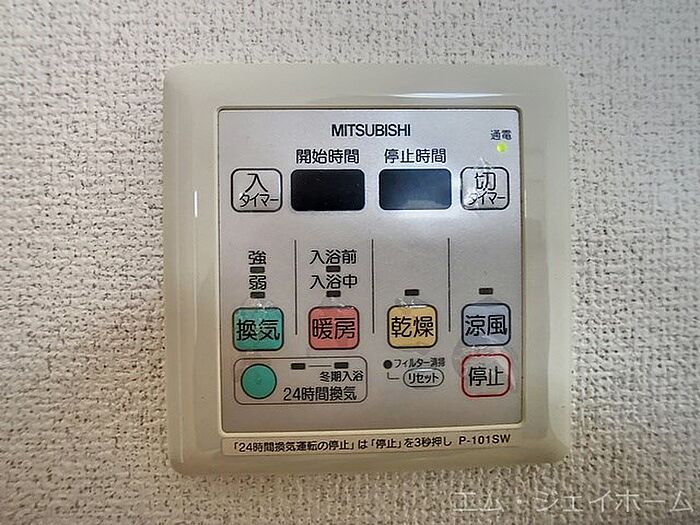 MITSUBISHI
通電
開始時間 停止時間
入
タイマー
切
タイマー
強
弱
入浴前
入浴中
換気 暖房 乾燥 涼風
冬期入浴
24時間換気
フィルター清掃
リセット
停止
「24時間換気運転の停止」は「停止」を3秒押し P-101SW
エム・ジェイホーム